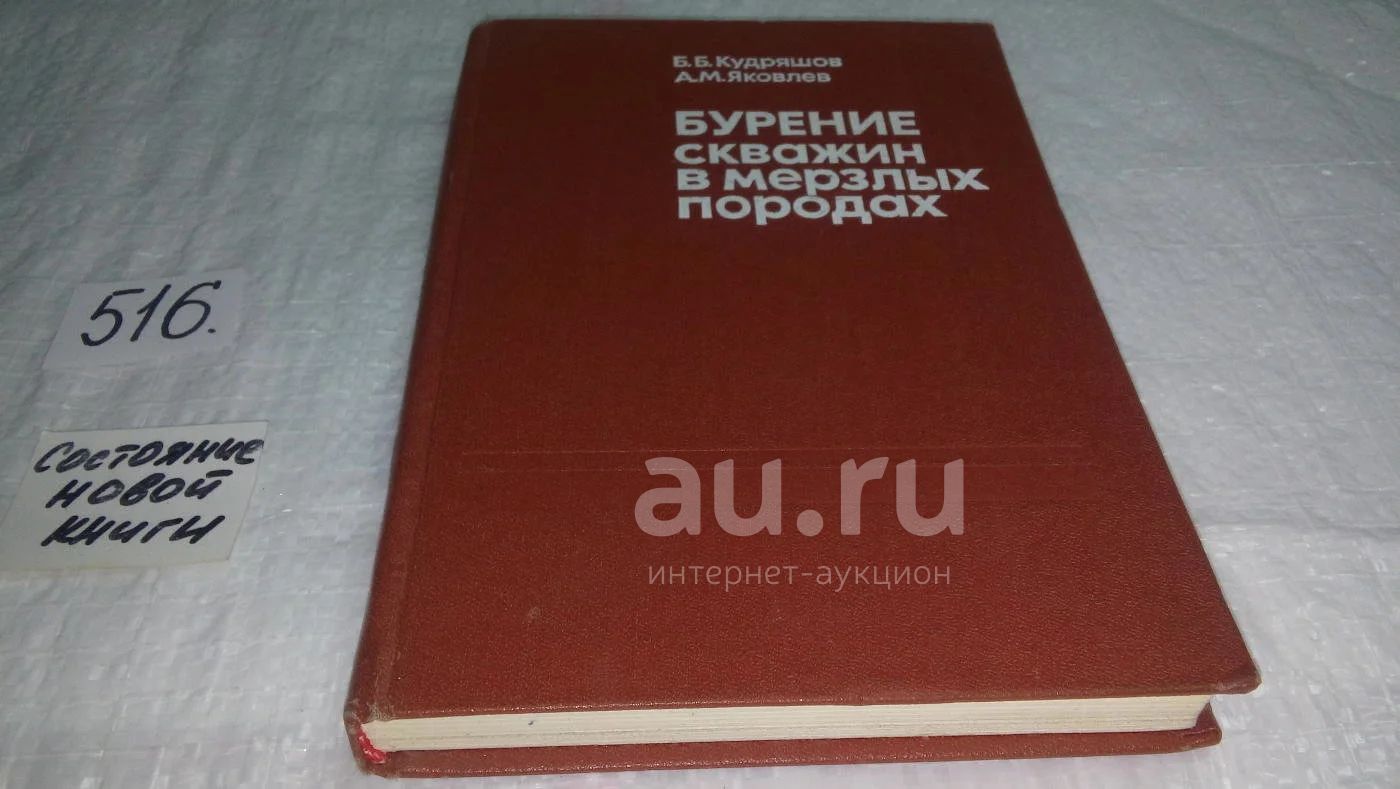 Б.Б.Кудряшов
А.М.Яковлев
БУРЕНИЕ
скважин
в мерзлых
породах
516.
Состояние
новой
книги
au.ru
интернет-аукцион